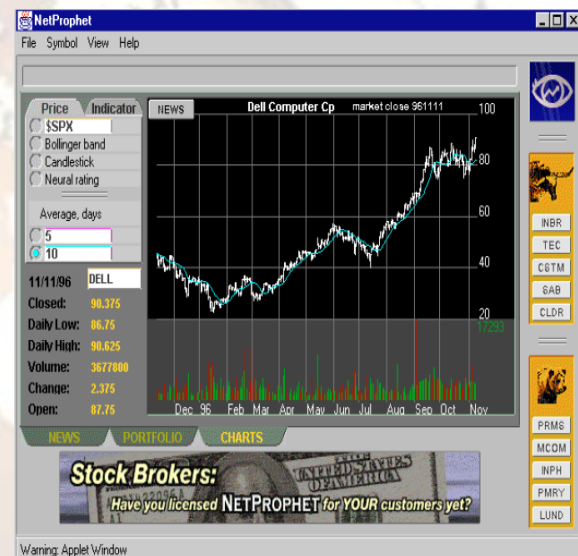 NetProphet
File Symbol View Help
Price Indicator
$SPX
Bollinger band
Candlestick
Neural rating
Average, days
5
10
11/11/96 DELL
Closed: 90.375
Daily Low: 86.75
Daily High: 90.625
Volume: 3677800
Change: 2.375
Open: 87.75
NEWS Dell Computer Cp market close 961111
100
80
60
40
20
17293
Dec 96 Feb Mar Apr May Jun Jul Aug Sep Oct Nov
NEWS PORTFOLIO CHARTS
INBR
TEC
CSTM
SAB
CLDR
PRMS
MCOM
INPH
PMRY
LUND
Stock Brokers:
UNITED STATES
OF AMERICA
Have you licensed NETPROPHET for YOUR customers yet?
Warning: Applet Window